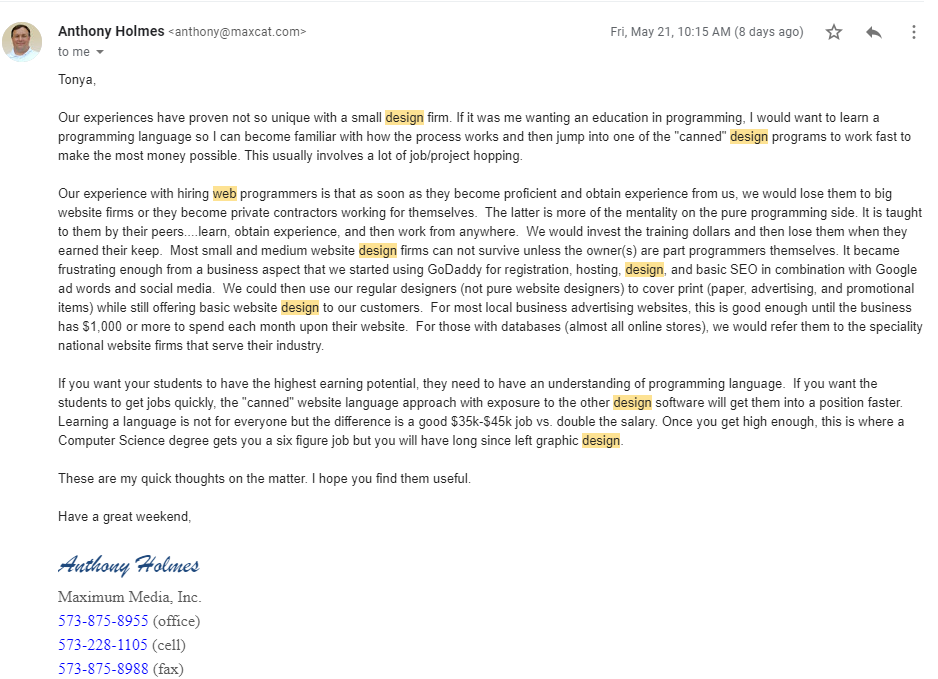 Anthony Holmes <anthony@maxcat.com>
Fri, May 21, 10:15 AM (8 days ago)
to me
Tonya,
Our experiences have proven not so unique with a small design firm. If it was me wanting an education in programming, I would want to learn a
programming language so I can become familiar with how the process works and then jump into one of the "canned" design programs to work fast to
make the most money possible. This usually involves a lot of job/project hopping.
Our experience with hiring web programmers is that as soon as they become proficient and obtain experience from us, we would lose them to big
website firms or they become private contractors working for themselves.  The latter is more of the mentality on the pure programming side. It is taught
to them by their peers....learn, obtain experience, and then work from anywhere.  We would invest the training dollars and then lose them when they
earned their keep.  Most small and medium website design firms can not survive unless the owner(s) are part programmers themselves. It became
frustrating enough from a business aspect that we started using GoDaddy for registration, hosting, design, and basic SEO in combination with Google
ad words and social media.  We could then use our regular designers (not pure website designers) to cover print (paper, advertising, and promotional
items) while still offering basic website design to our customers.  For most local business advertising websites, this is good enough until the business
has $1,000 or more to spend each month upon their website.  For those with databases (almost all online stores), we would refer them to the speciality
national website firms that serve their industry.
If you want your students to have the highest earning potential, they need to have an understanding of programming language.  If you want the
students to get jobs quickly, the "canned" website language approach with exposure to the other design software will get them into a position faster.
Learning a language is not for everyone but the difference is a good $35k-$45k job vs. double the salary. Once you get high enough, this is where a
Computer Science degree gets you a six figure job but you will have long since left graphic design.
These are my quick thoughts on the matter. I hope you find them useful.
Have a great weekend,
Anthony Holmes
Maximum Media, Inc.
573-875-8955 (office)
573-228-1105 (cell)
573-875-8988 (fax)